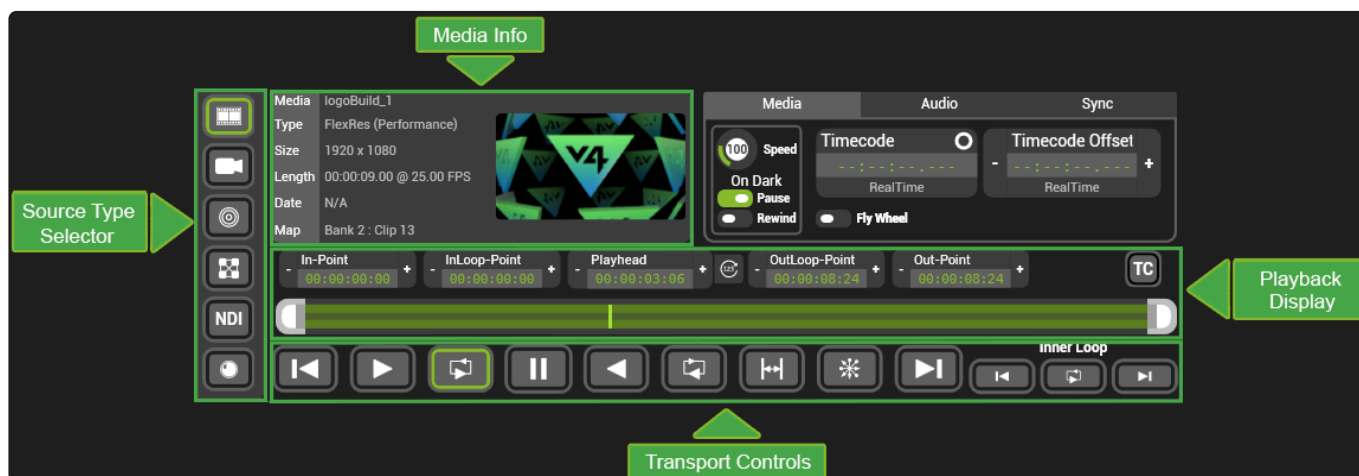 Media Info
Media logoBuild_1
Type FlexRes (Performance)
Size 1920 x 1080
Length 00:00:09.00 @ 25.00 FPS
Date N/A
Map Bank 2 : Clip 13
V4
Media Audio Sync
100 Speed
On Dark
Pause
Rewind
Timecode
--:--:--.---
RealTime
Fly Wheel
Timecode Offset
- --:--:--.--- +
RealTime
Source Type
Selector
NDI
In-Point
- 00:00:00:00 +
InLoop-Point
- 00:00:00:00 +
Playhead
- 00:00:03:06 +
123
OutLoop-Point
- 00:00:08:24 +
Out-Point
- 00:00:08:24 +
TC
Playback
Display
Inner Loop
Transport Controls